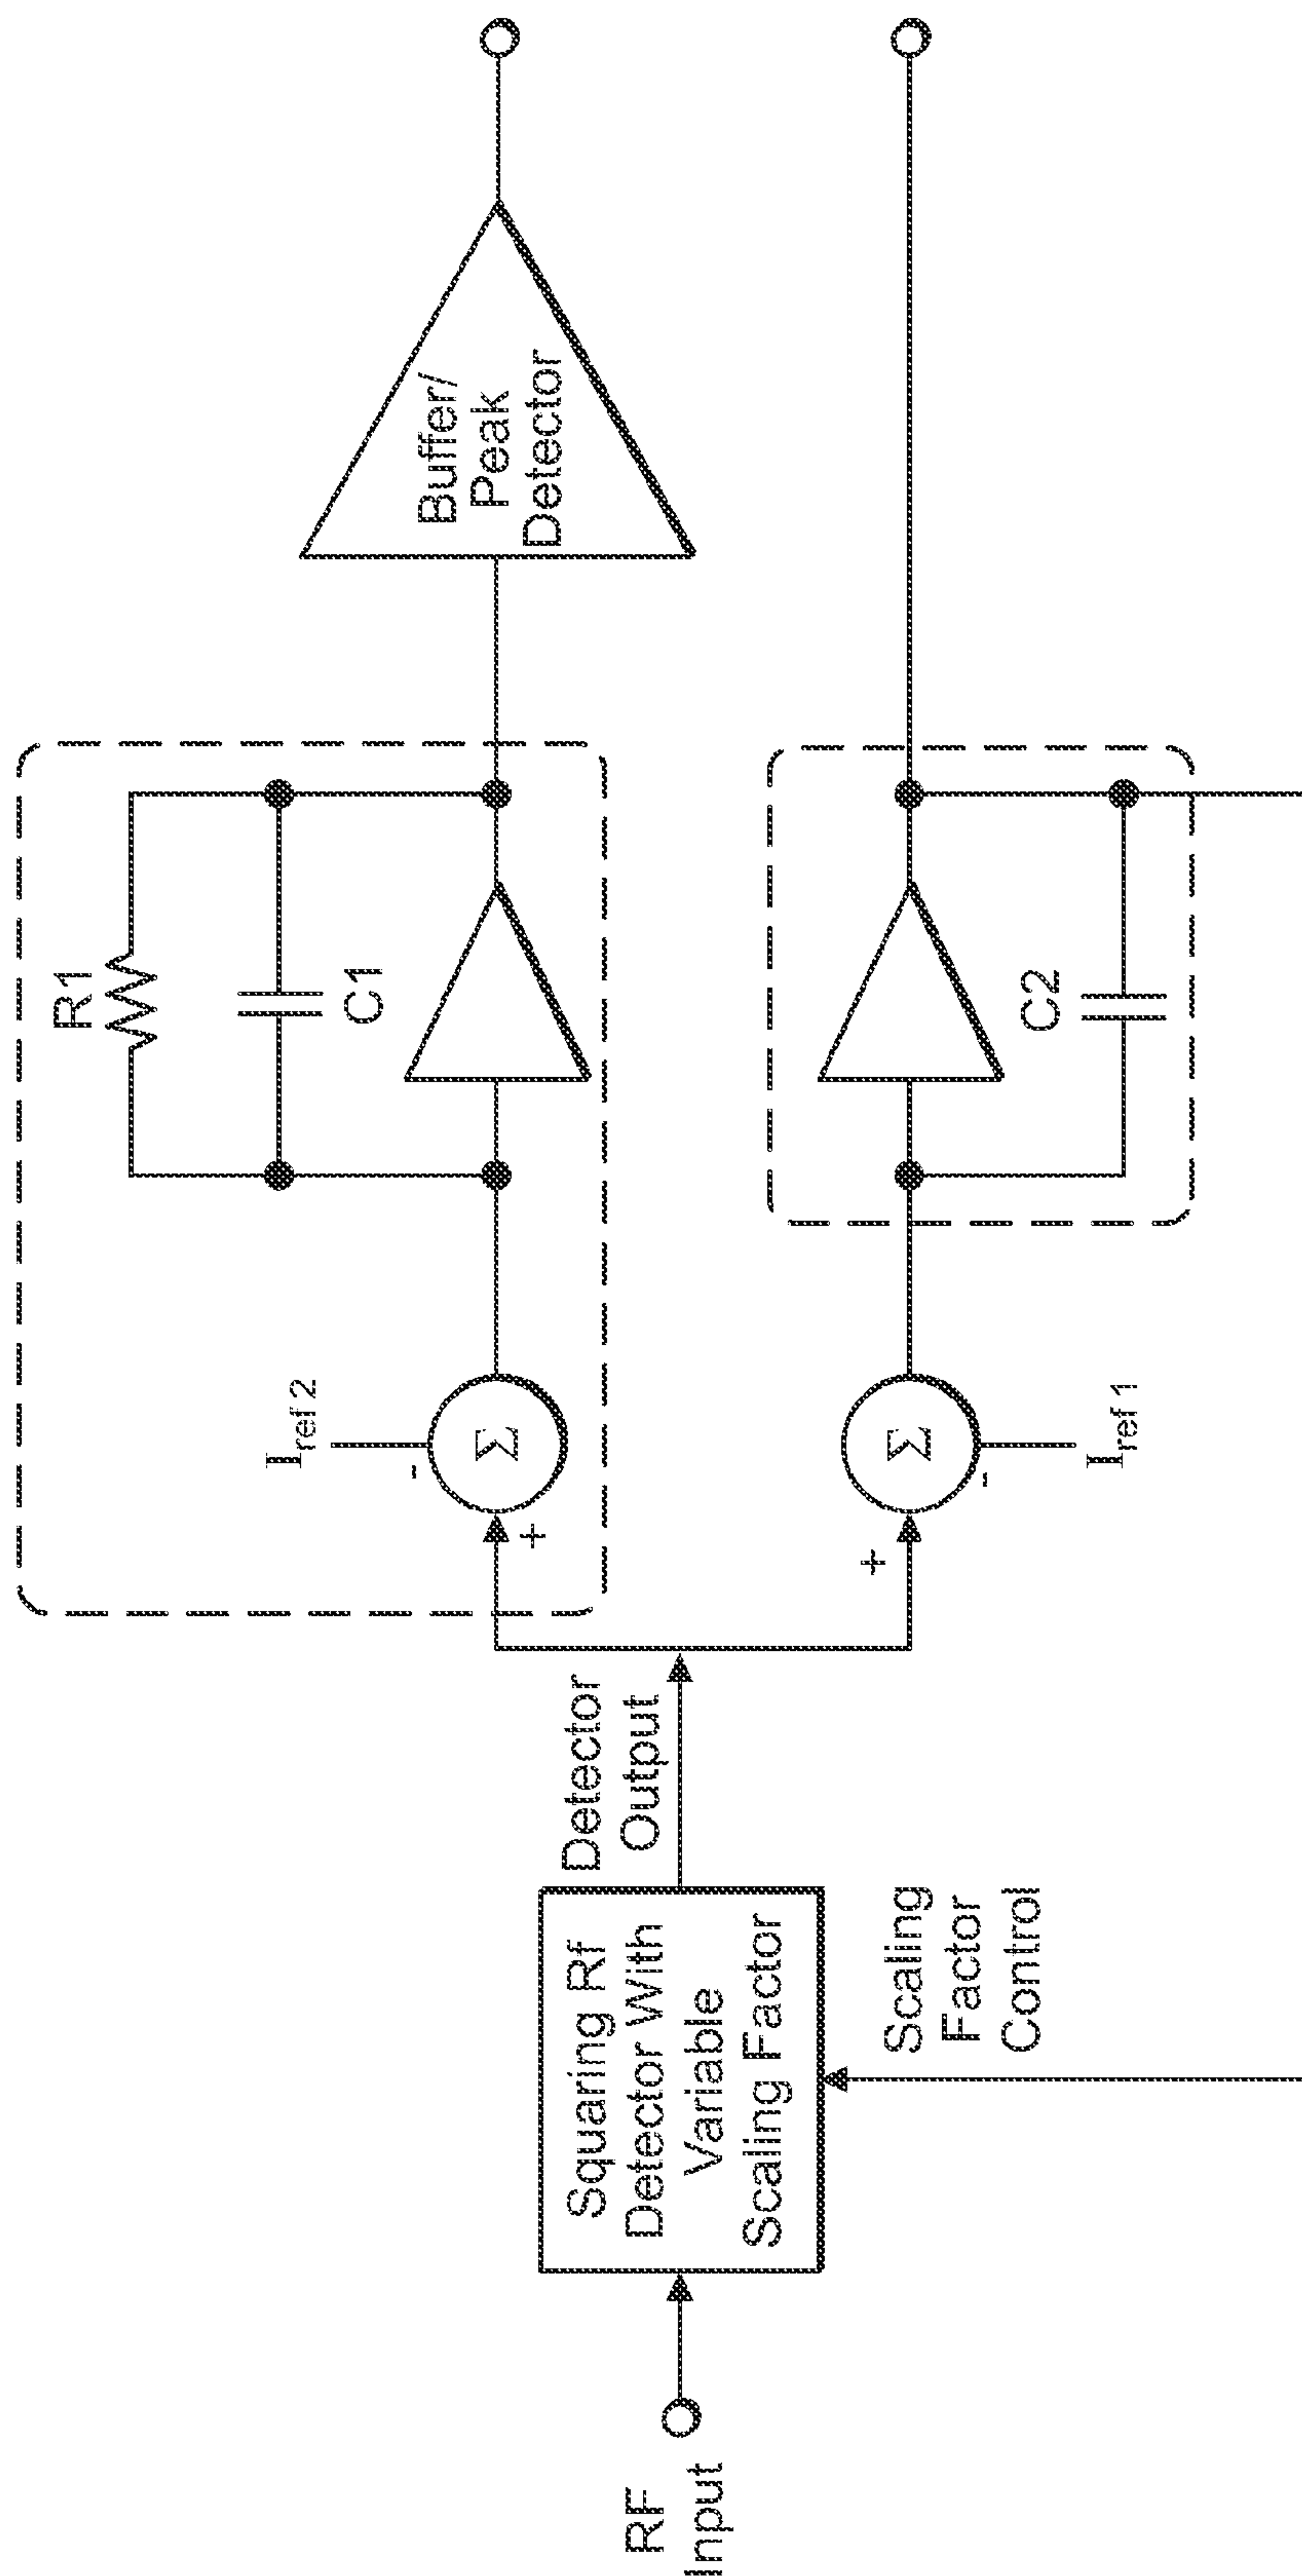 RF
Input
Squaring Rf
Detector With
Variable
Scaling Factor
Scaling
Factor
Control
Detector
Output
+
-
Σ
I ref 2
R1
C1
Buffer/
Peak
Detector
+
-
Σ
I ref 1
C2